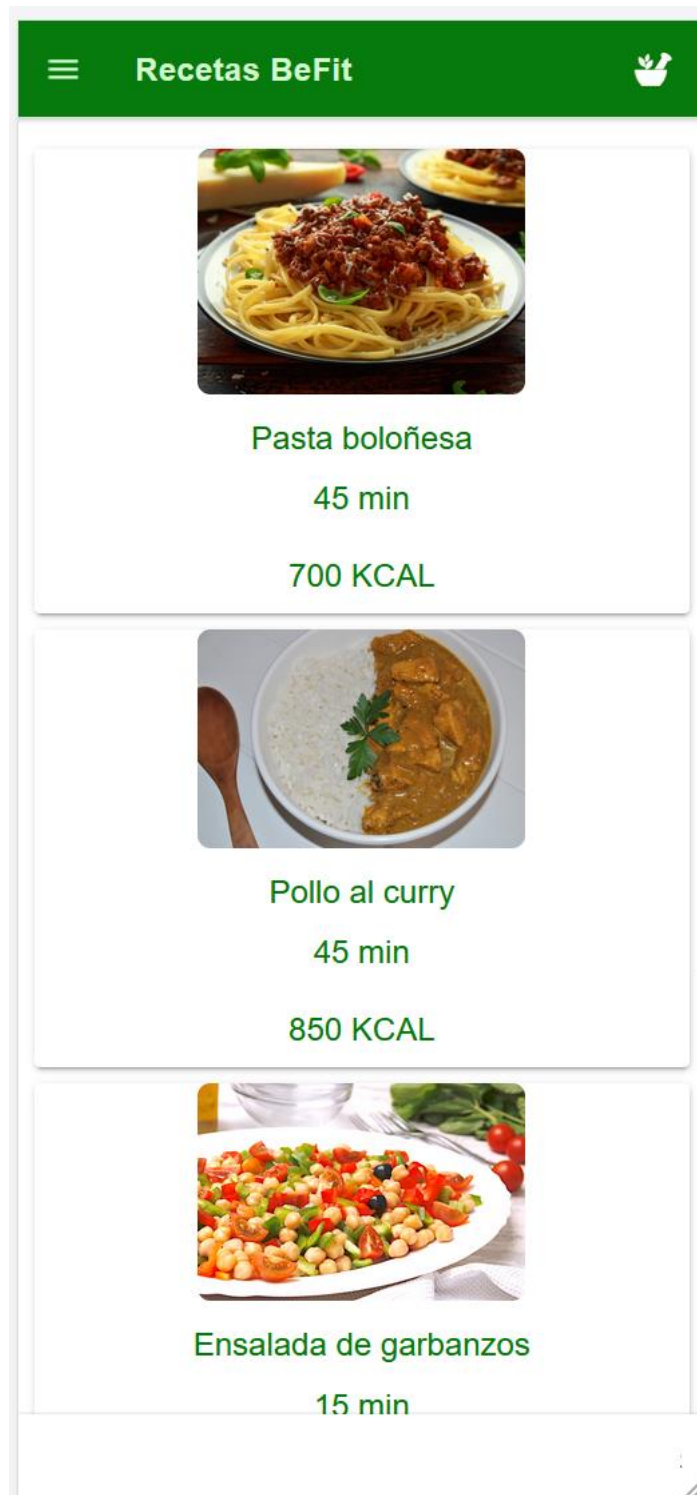 Recetas BeFit
Pasta boloñesa
45 min
700 KCAL
Pollo al curry
45 min
850 KCAL
Ensalada de garbanzos
15 min